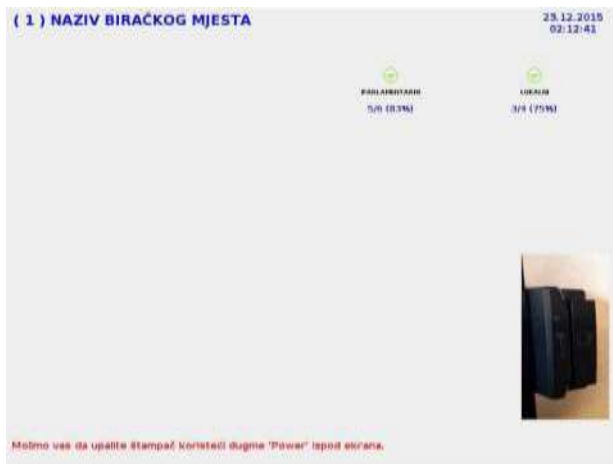 ( 1 ) NAZIV BIRAČKOG MJESTA
25.12.2015
02:12:41
PARLAMENTARNI
LOKALNI
5/6 (83%)
3/4 (75%)
Molimo vas da upalite štampač koristeći dugme 'Power' ispod ekrana.